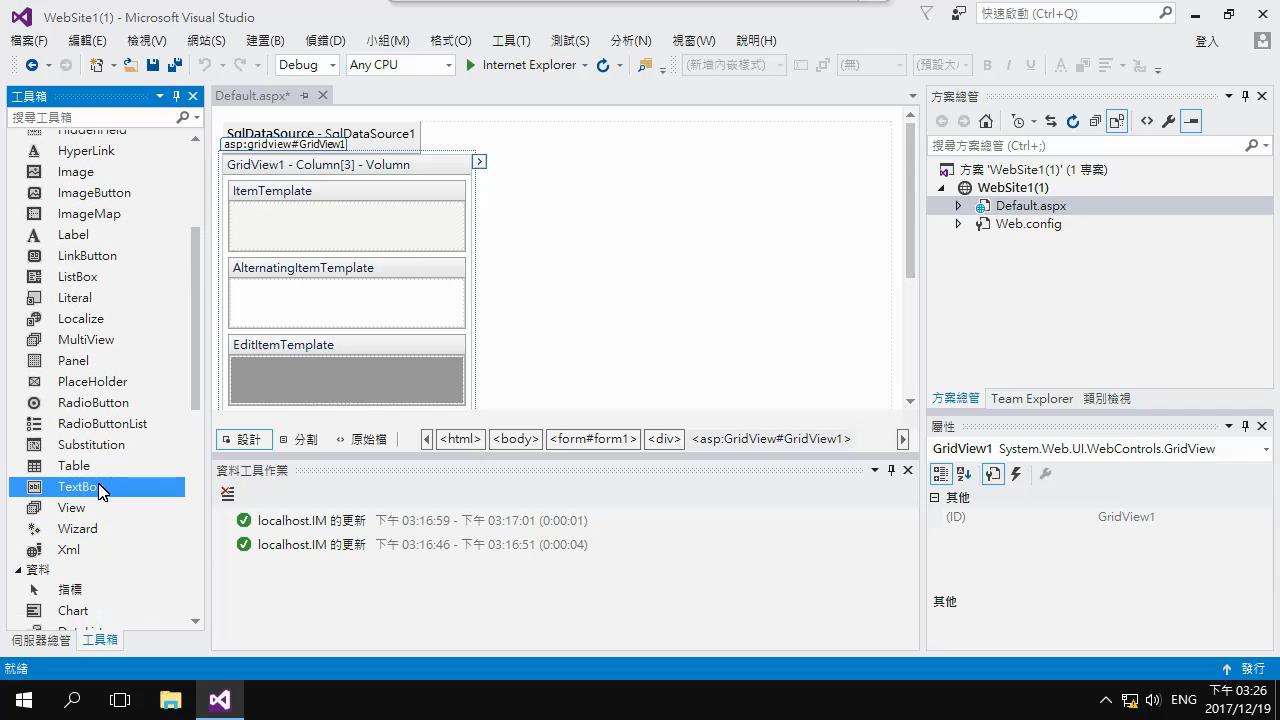 WebSite1(1) - Microsoft Visual Studio
快速啟動 (Ctrl+Q)
檔案(F) 編輯(E) 檢視(V) 網站(S) 建置(B) 偵錯(D) 小組(M) 格式(O) 工具(T) 測試(S) 分析(N) 視窗(W) 說明(H)
登入
Debug Any CPU Internet Explorer (新增內嵌樣式) (無) (預設大小) B I U A
工具箱
搜尋工具箱
HiddenField
HyperLink
Image
ImageButton
ImageMap
Label
LinkButton
ListBox
Literal
Localize
MultiView
Panel
PlaceHolder
RadioButton
RadioButtonList
Substitution
Table
TextBox
View
Wizard
Xml
資料
指標
Chart
伺服器總管 工具箱
Default.aspx*
SqlDataSource - SqlDataSource1
asp:gridview#GridView1
GridView1 - Column[3] - Volumn
ItemTemplate
AlternatingItemTemplate
EditItemTemplate
設計 分割 原始檔 <html> <body> <form#form1> <div> <asp:GridView#GridView1>
資料工具作業
localhost.IM 的更新 下午 03:16:59 - 下午 03:17:01 (0:00:01)
localhost.IM 的更新 下午 03:16:46 - 下午 03:16:51 (0:00:04)
方案總管
搜尋方案總管 (Ctrl+;)
方案 'WebSite1(1)' (1 專案)
WebSite1(1)
Default.aspx
Web.config
方案總管 Team Explorer 類別檢視
屬性
GridView1 System.Web.UI.WebControls.GridView
其他
(ID) GridView1
其他
就緒
發行
ENG
下午 03:26
2017/12/19